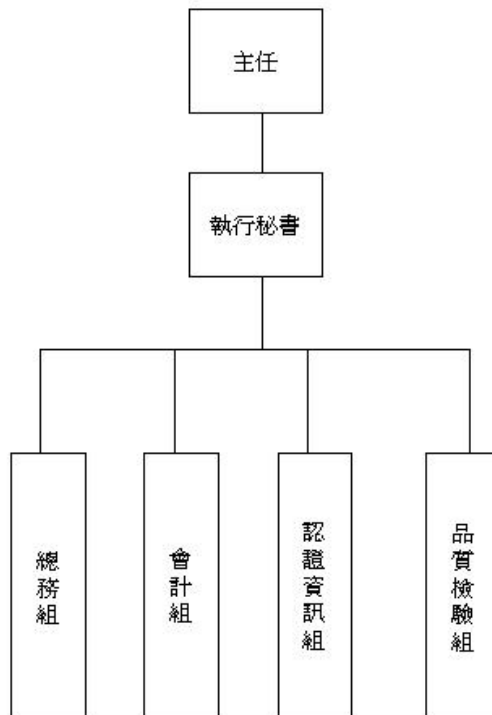 主任
執行秘書
總務組
會計組
認證資訊組
品質檢驗組